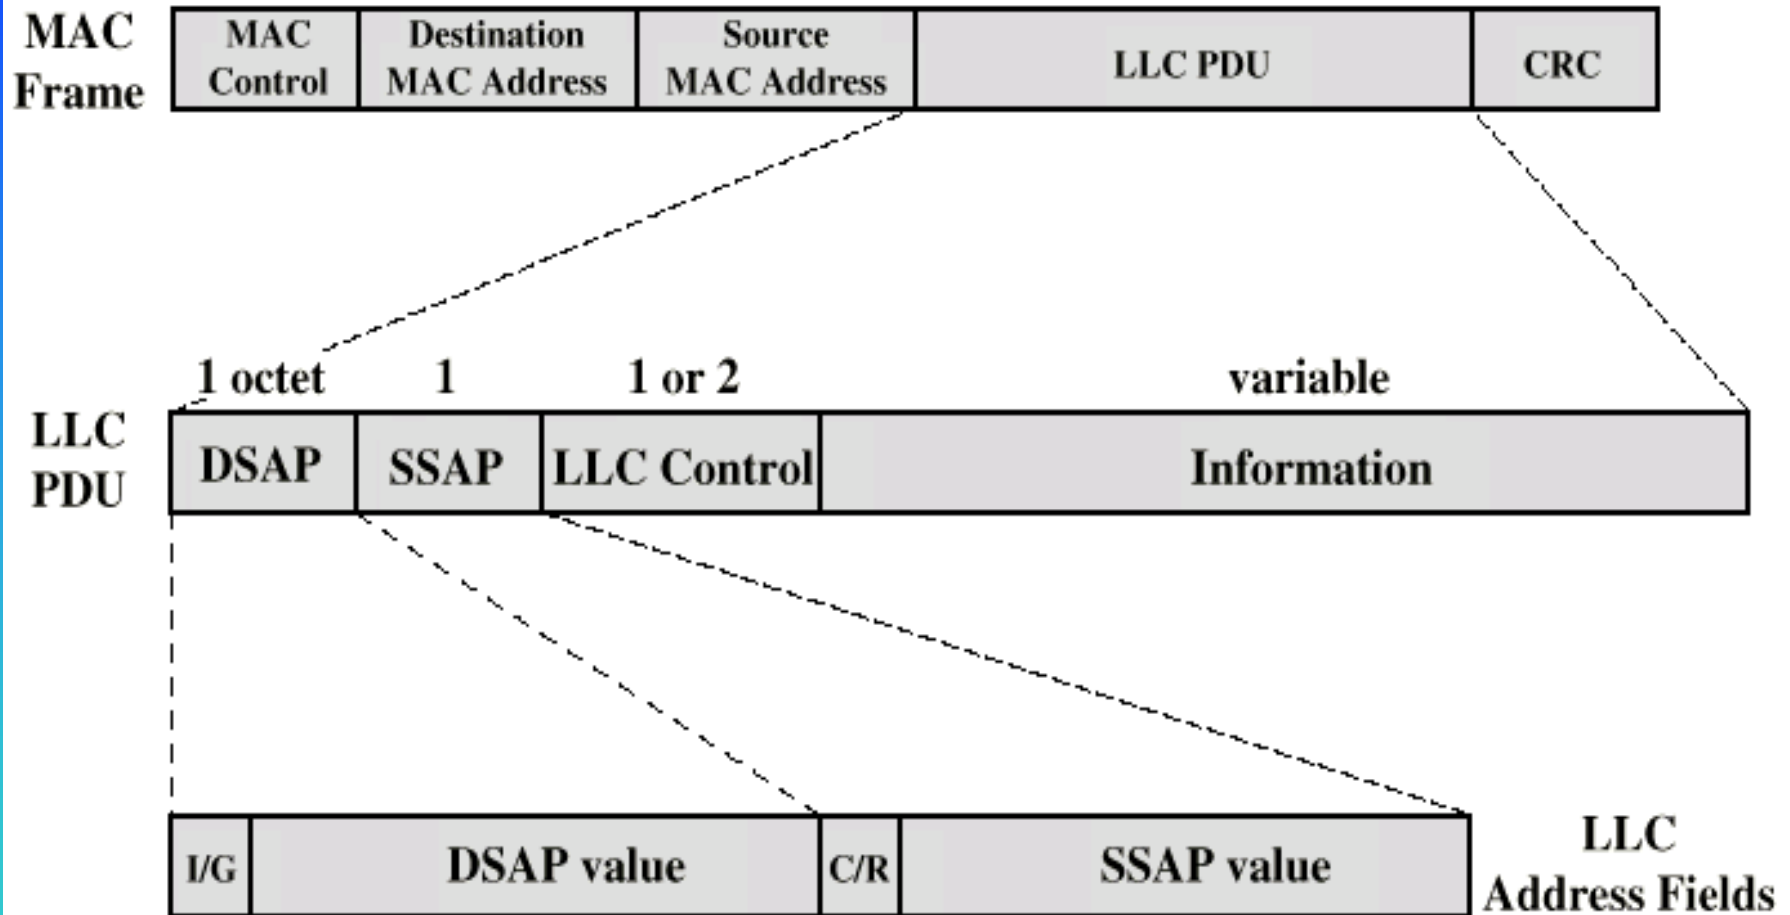 MAC
Frame
MAC
Control
Destination
MAC Address
Source
MAC Address
LLC PDU
CRC
1 octet
1
1 or 2
variable
LLC
PDU
DSAP
SSAP
LLC Control
Information
I/G
DSAP value
C/R
SSAP value
LLC
Address Fields